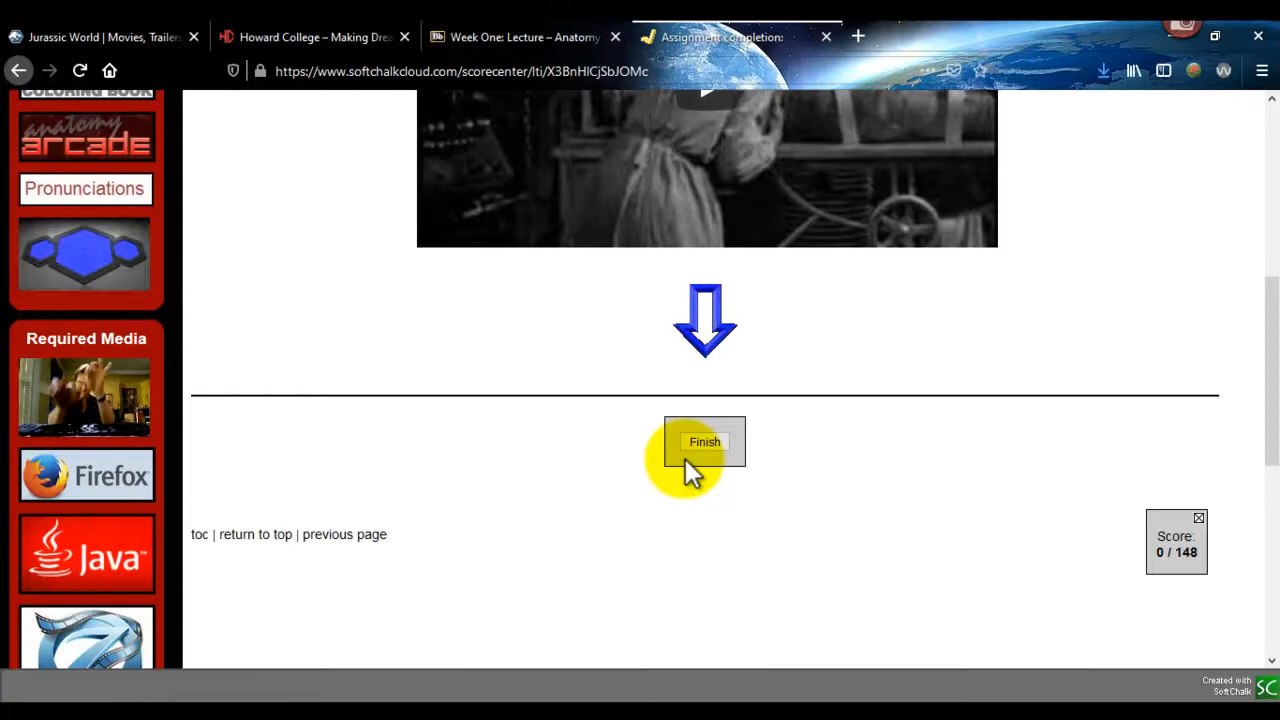 Jurassic World | Movies, Trailer
Howard College – Making Drea
Bb Week One: Lecture – Anatomy
Assignment completion:
https://www.softchalkcloud.com/scorecenter/lti/X3BnHICjSbJOMc
COLORING BOOK
anatomy
arcade
Pronunciations
Required Media
Firefox
Java™
Finish
toc | return to top | previous page
Score:
0 / 148
Created with
SoftChalk
SC